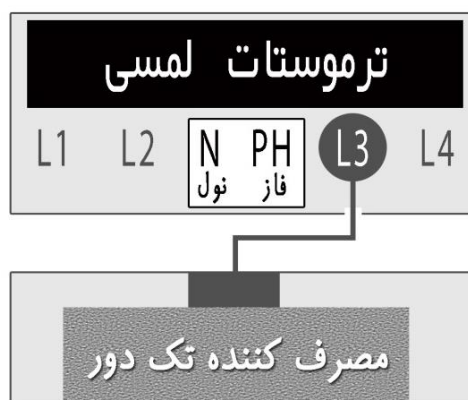 ترموستات لمسی
L1 L2 N PH L3 L4
نول فاز
مصرف کننده تک دور